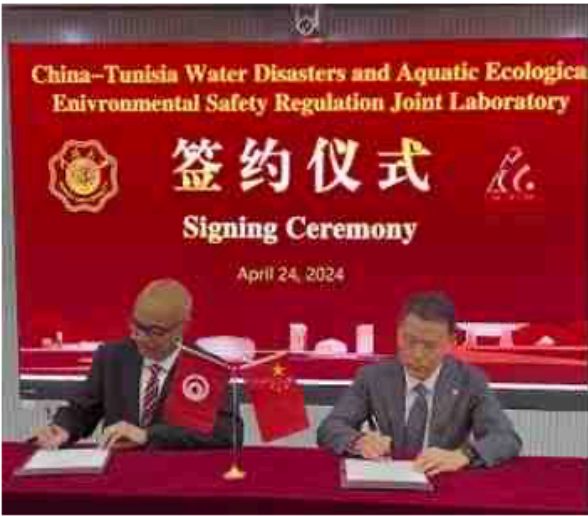 China–Tunisia Water Disasters and Aquatic Ecologica
Enivronmental Safety Regulation Joint Laboratory
签约仪式
Signing Ceremony
April 24, 2024